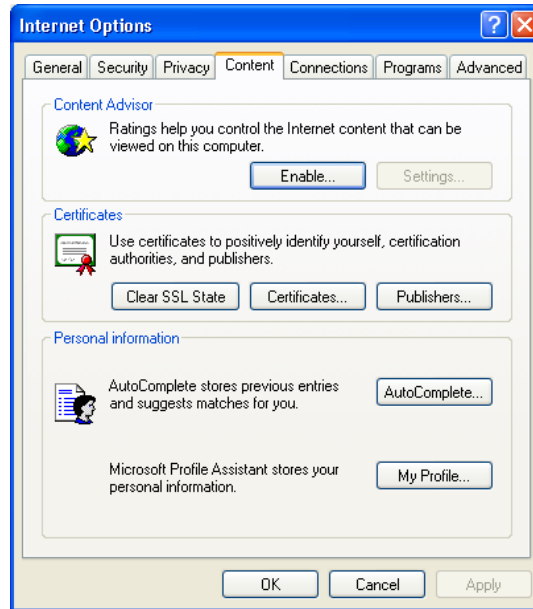 Internet Options
General Security Privacy Content Connections Programs Advanced
Content Advisor
Ratings help you control the Internet content that can be
viewed on this computer.
Enable... Settings...
Certificates
Use certificates to positively identify yourself, certification
authorities, and publishers.
Clear SSL State Certificates... Publishers...
Personal information
AutoComplete stores previous entries
and suggests matches for you.
AutoComplete...
Microsoft Profile Assistant stores your
personal information.
My Profile...
OK Cancel Apply